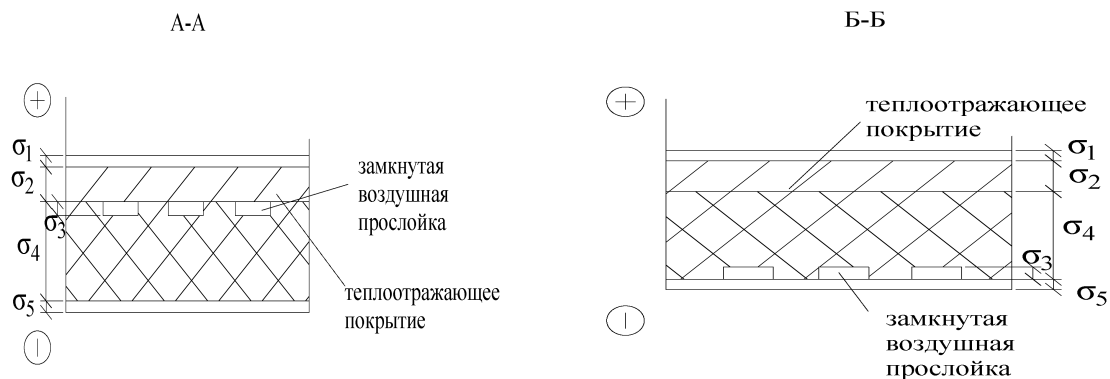 А-А
+
σ1
σ2
σ3
σ4
σ5
замкнутая
воздушная
прослойка
теплоотражающее
покрытие
Б-Б
+
теплоотражающее
покрытие
σ1
σ2
σ4
σ3
σ5
замкнутая
воздушная
прослойка